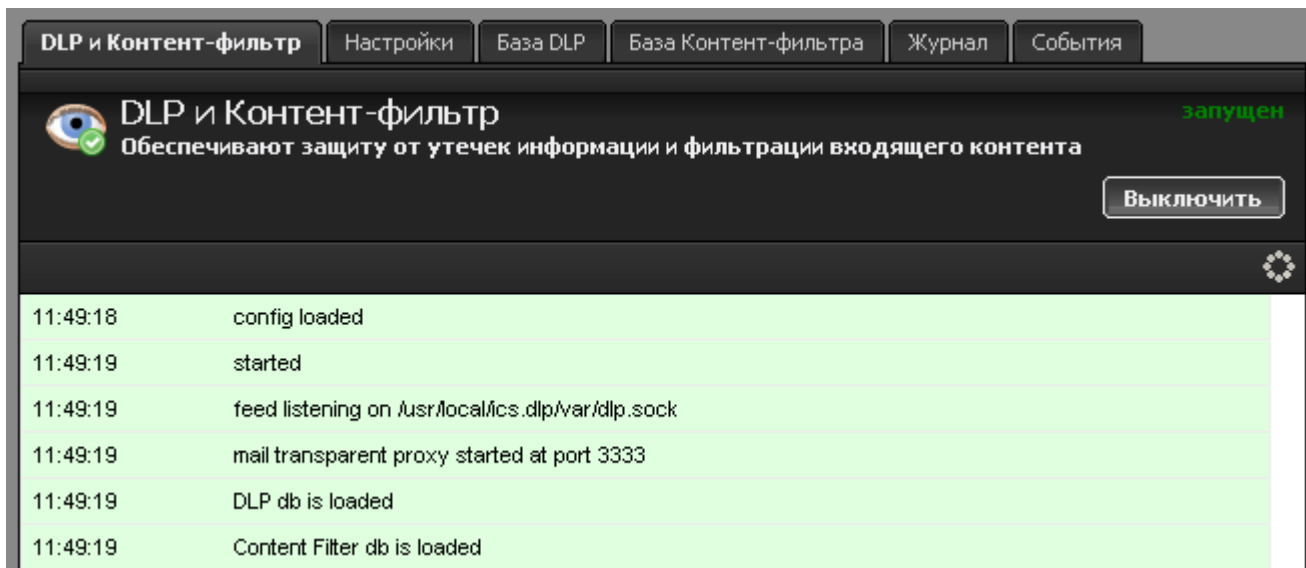 DLP и Контент-фильтр Настройки База DLP База Контент-фильтра Журнал События
DLP и Контент-фильтр запущен
Обеспечивают защиту от утечек информации и фильтрации входящего контента
Выключить
11:49:18 config loaded
11:49:19 started
11:49:19 feed listening on /usr/local/ics.dlp/var/dlp.sock
11:49:19 mail transparent proxy started at port 3333
11:49:19 DLP db is loaded
11:49:19 Content Filter db is loaded